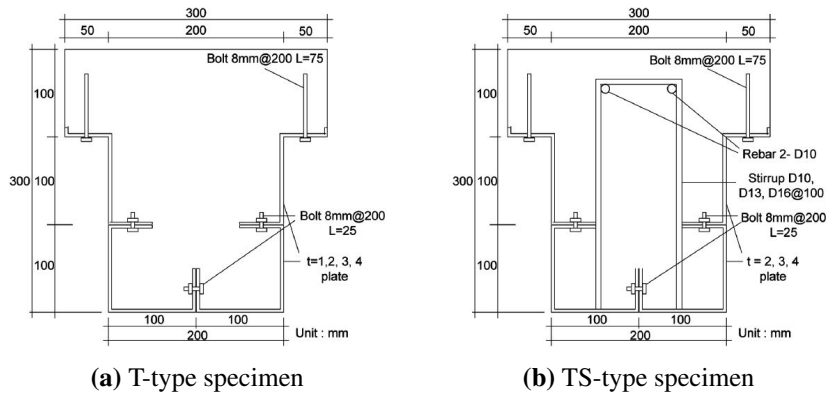 300
50
200
50
Bolt 8mm@200 L=75
100
300
100
100
Bolt 8mm@200
L=25
t=1,2, 3, 4
plate
100
100
200
Unit : mm
(a) T-type specimen
300
50
200
50
Bolt 8mm@200 L=75
100
300
100
100
Rebar 2- D10
Stirrup D10,
D13, D16@100
Bolt 8mm@200
L=25
t = 2, 3, 4
plate
100
100
200
Unit : mm
(b) TS-type specimen